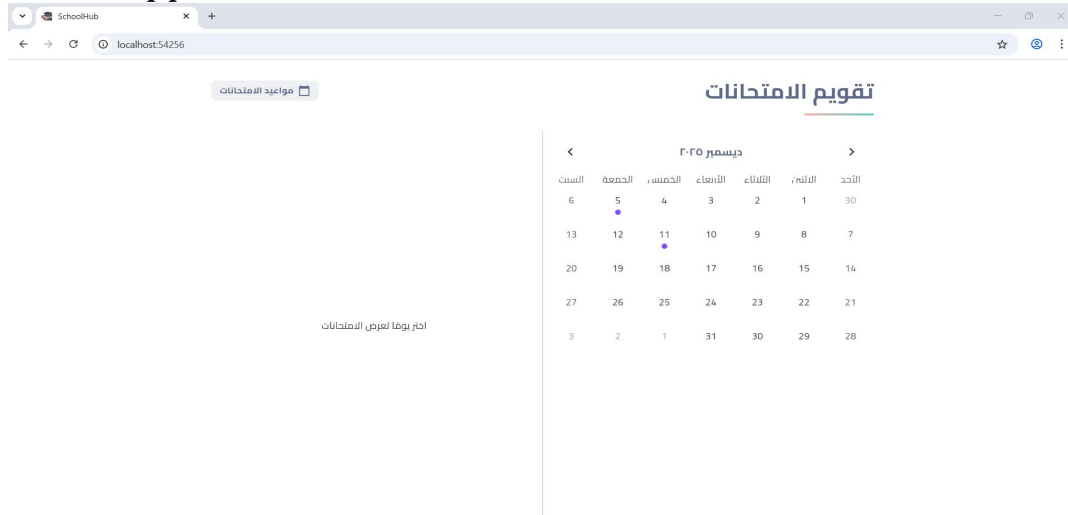 SchoolHub
localhost:54256
تقويم الامتحانات
مواعيد الامتحانات
ديسمبر ٢٠٢٥
الأحد الاثنين الثلاثاء الأربعاء الخميس الجمعة السبت
30 1 2 3 4 5 6
7 8 9 10 11 12 13
14 15 16 17 18 19 20
21 22 23 24 25 26 27
28 29 30 31 1 2 3
اختر يومًا لعرض الامتحانات